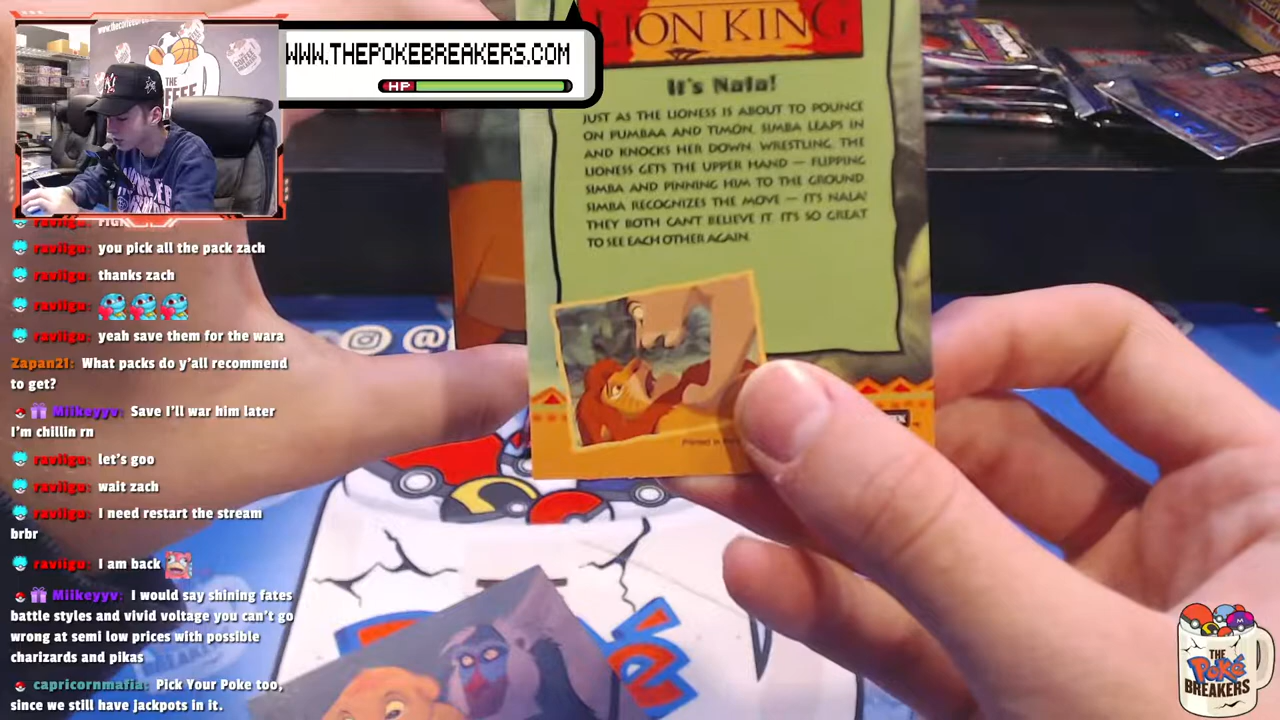 WWW.THEPOKEBREAKERS.COM
HP
LION KING
It's Nala!
JUST AS THE LIONESS IS ABOUT TO POUNCE
ON PUMBAA AND TIMON, SIMBA LEAPS IN
AND KNOCKS HER DOWN. WRESTLING, THE
LIONESS GETS THE UPPER HAND — FLIPPING
SIMBA AND PINNING HIM TO THE GROUND.
SIMBA RECOGNIZES THE MOVE — IT'S NALA!
THEY BOTH CAN'T BELIEVE IT. IT'S SO GREAT
TO SEE EACH OTHER AGAIN.
Printed in
THE
raviigu:
raviigu: you pick all the pack zach
raviigu: thanks zach
raviigu:
raviigu: yeah save them for the wara
Zapan21: What packs do y'all recommend
to get?
Miikeyyv: Save I'll war him later
I'm chillin rn
raviigu: let's goo
raviigu: wait zach
raviigu: I need restart the stream
brbr
raviigu: I am back
Miikeyyv: I would say shining fates
battle styles and vivid voltage you can't go
wrong at semi low prices with possible
charizards and pikas
capricornmafia: Pick Your Poke too,
since we still have jackpots in it.
@
THE
Poké
BREAKERS